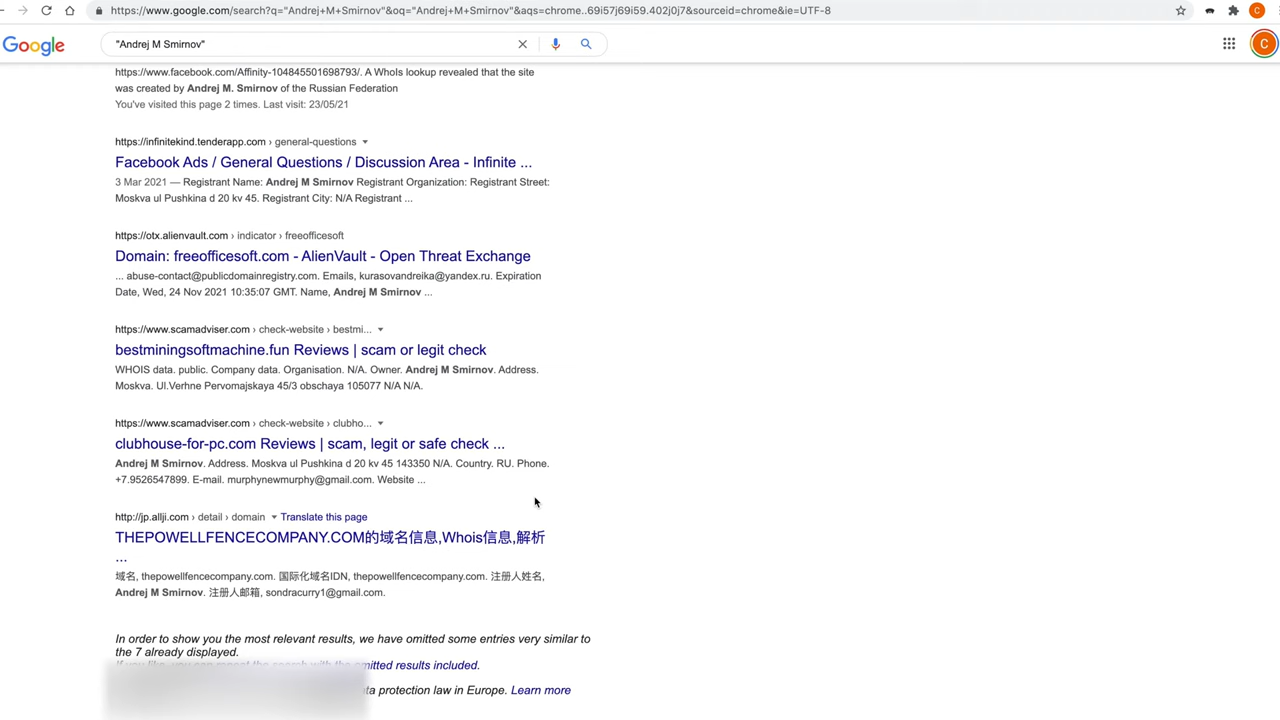 https://www.google.com/search?q="Andrej+M+Smirnov"&oq="Andrej+M+Smirnov"&aqs=chrome..69i57j69i59.402j0j7&sourceid=chrome&ie=UTF-8
C
Google
"Andrej M Smirnov"
C
https://www.facebook.com/Affinity-104845501698793/. A WhoIs lookup revealed that the site
was created by Andrej M. Smirnov of the Russian Federation
You've visited this page 2 times. Last visit: 23/05/21
https://infinitekind.tenderapp.com › general-questions
Facebook Ads / General Questions / Discussion Area - Infinite ...
3 Mar 2021 — Registrant Name: Andrej M Smirnov Registrant Organization: Registrant Street:
Moskva ul Pushkina d 20 kv 45. Registrant City: N/A Registrant ...
https://otx.alienvault.com › indicator › freeofficesoft
Domain: freeofficesoft.com - AlienVault - Open Threat Exchange
... abuse-contact@publicdomainregistry.com. Emails, kurasovandreika@yandex.ru. Expiration
Date, Wed, 24 Nov 2021 10:35:07 GMT. Name, Andrej M Smirnov ...
https://www.scamadviser.com › check-website › bestmi...
bestminingsoftmachine.fun Reviews | scam or legit check
WHOIS data. public. Company data. Organisation. N/A. Owner. Andrej M Smirnov. Address.
Moskva. Ul.Verhne Pervomajskaya 45/3 obschaya 105077 N/A N/A.
https://www.scamadviser.com › check-website › clubho...
clubhouse-for-pc.com Reviews | scam, legit or safe check ...
Andrej M Smirnov. Address. Moskva ul Pushkina d 20 kv 45 143350 N/A. Country. RU. Phone.
+7.9526547899. E-mail. murphynewmurphy@gmail.com. Website ...
http://jp.allji.com › detail › domain Translate this page
THEPOWELLFENCECOMPANY.COM的域名信息,Whois信息,解析
...
域名, thepowellfencecompany.com. 国际化域名IDN, thepowellfencecompany.com. 注册人姓名,
Andrej M Smirnov. 注册人邮箱, sondracurry1@gmail.com.
In order to show you the most relevant results, we have omitted some entries very similar to
the 7 already displayed.
If you like, you can repeat the search with the omitted results included.
protection law in Europe. Learn more